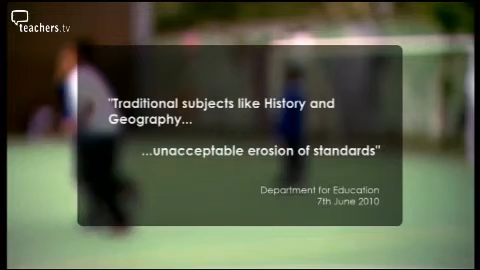 teachers.tv
"Traditional subjects like History and
Geography...
...unacceptable erosion of standards"
Department for Education
7th June 2010